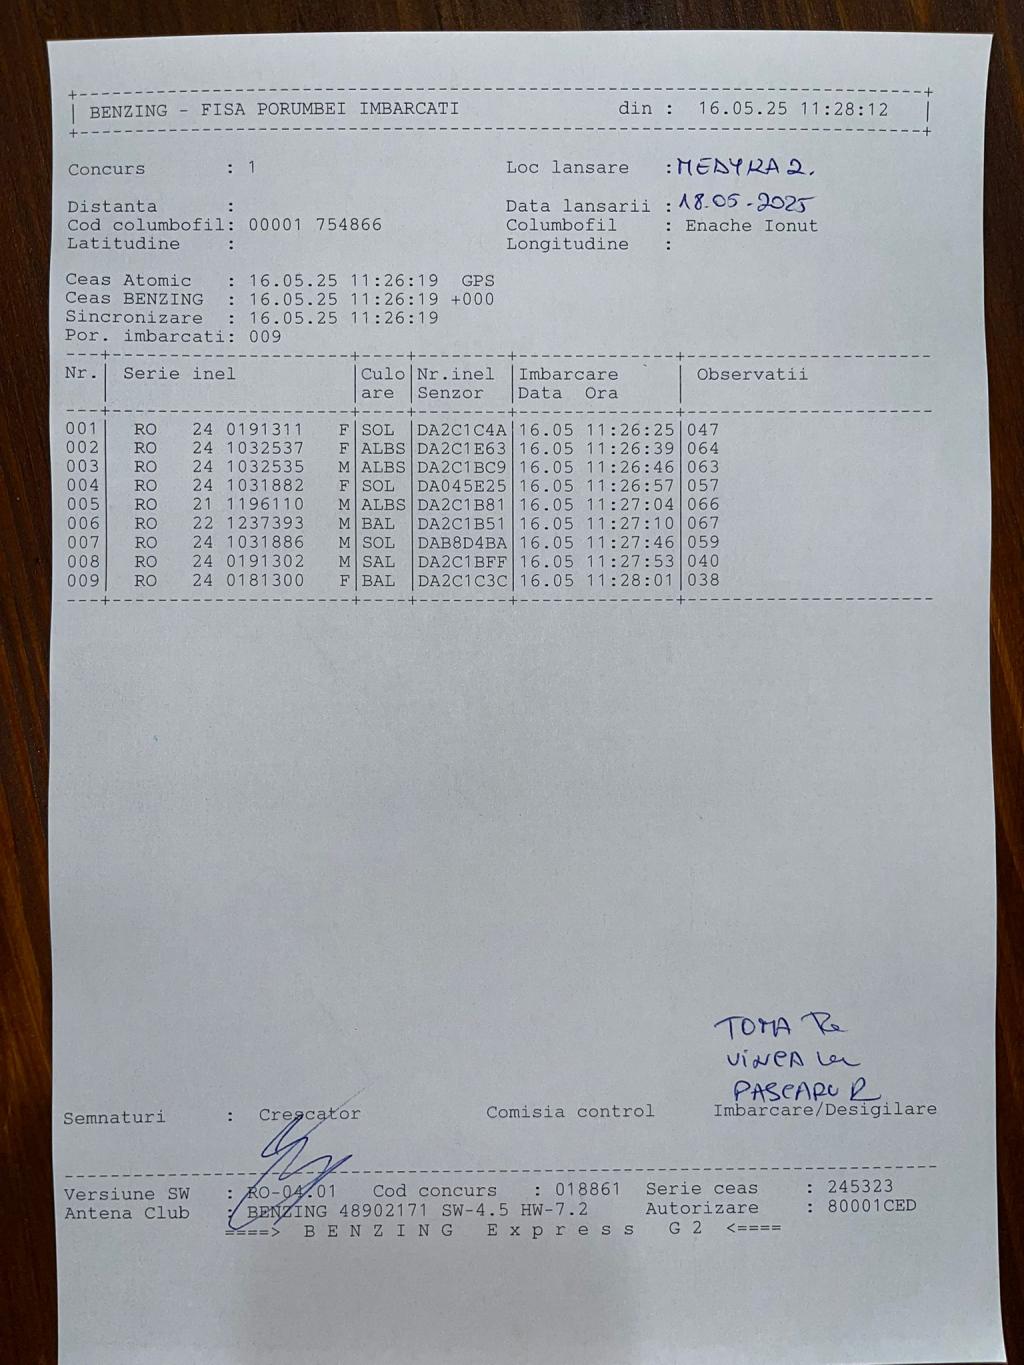 BENZING - FISA PORUMBEI IMBARCATI din : 16.05.25 11:28:12
Concurs : 1 Loc lansare : MEDYKA 2.
Distanta : Data lansarii : 18.05-2025
Cod columbofil: 00001 754866 Columbofil : Enache Ionut
Latitudine : Longitudine :
Ceas Atomic : 16.05.25 11:26:19 GPS
Ceas BENZING : 16.05.25 11:26:19 +000
Sincronizare : 16.05.25 11:26:19
Por. imbarcati: 009
Nr. Serie inel Culo Nr.inel Imbarcare Observatii
are Senzor Data Ora
001 RO 24 0191311 F SOL DA2C1C4A 16.05 11:26:25 047
002 RO 24 1032537 F ALBS DA2C1E63 16.05 11:26:39 064
003 RO 24 1032535 M ALBS DA2C1BC9 16.05 11:26:46 063
004 RO 24 1031882 F SOL DA045E25 16.05 11:26:57 057
005 RO 21 1196110 M ALBS DA2C1B81 16.05 11:27:04 066
006 RO 22 1237393 M BAL DA2C1B51 16.05 11:27:10 067
007 RO 24 1031886 M SOL DAB8D4BA 16.05 11:27:46 059
008 RO 24 0191302 M SAL DA2C1BFF 16.05 11:27:53 040
009 RO 24 0181300 F BAL DA2C1C3C 16.05 11:28:01 038
TOMA
VINEA
PASCARU R
Semnaturi : Crescator Comisia control Imbarcare/Desigilare
Versiune SW : RO-04.01 Cod concurs : 018861 Serie ceas : 245323
Antena Club : BENZING 48902171 SW-4.5 HW-7.2 Autorizare : 80001CED
====> B E N Z I N G E x p r e s s G 2 <====